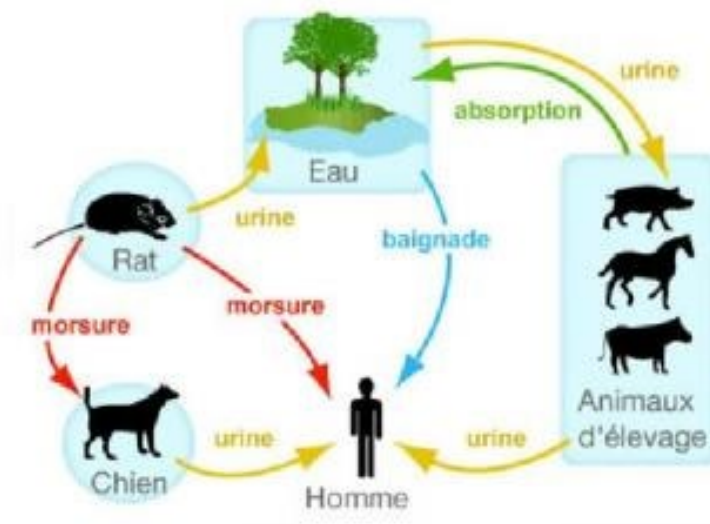 urine
absorption
Eau
urine
baignade
Rat
morsure
morsure
Animaux
d'élevage
urine
urine
Chien
Homme